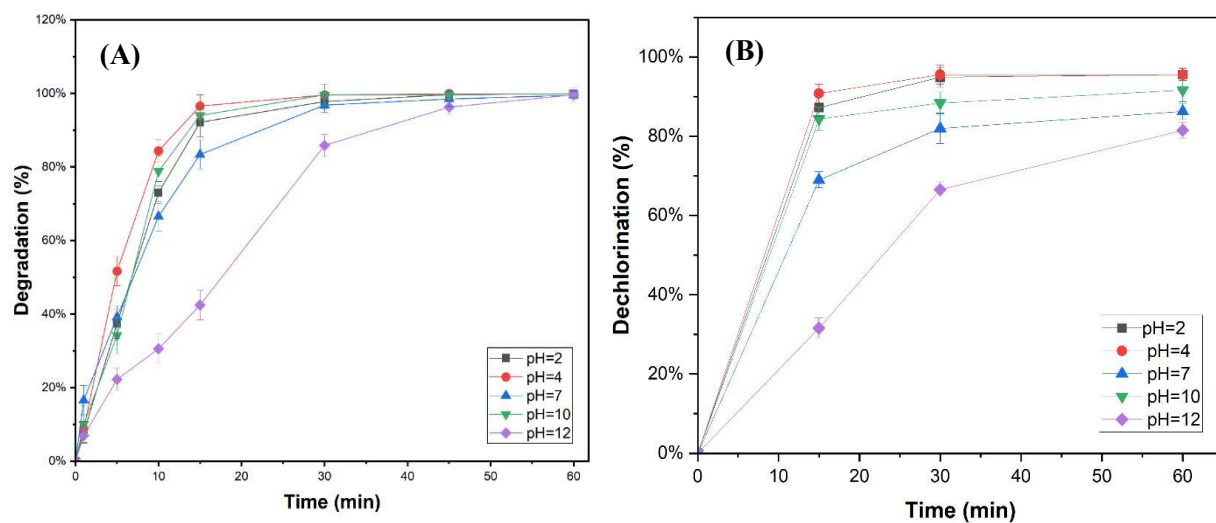 (A)
120%
100%
80%
60%
40%
20%
0%
Degradation (%)
0 10 20 30 40 50 60
Time (min)
pH=2
pH=4
pH=7
pH=10
pH=12
(B)
100%
80%
60%
40%
20%
0%
Dechlorination (%)
0 10 20 30 40 50 60
Time (min)
pH=2
pH=4
pH=7
pH=10
pH=12